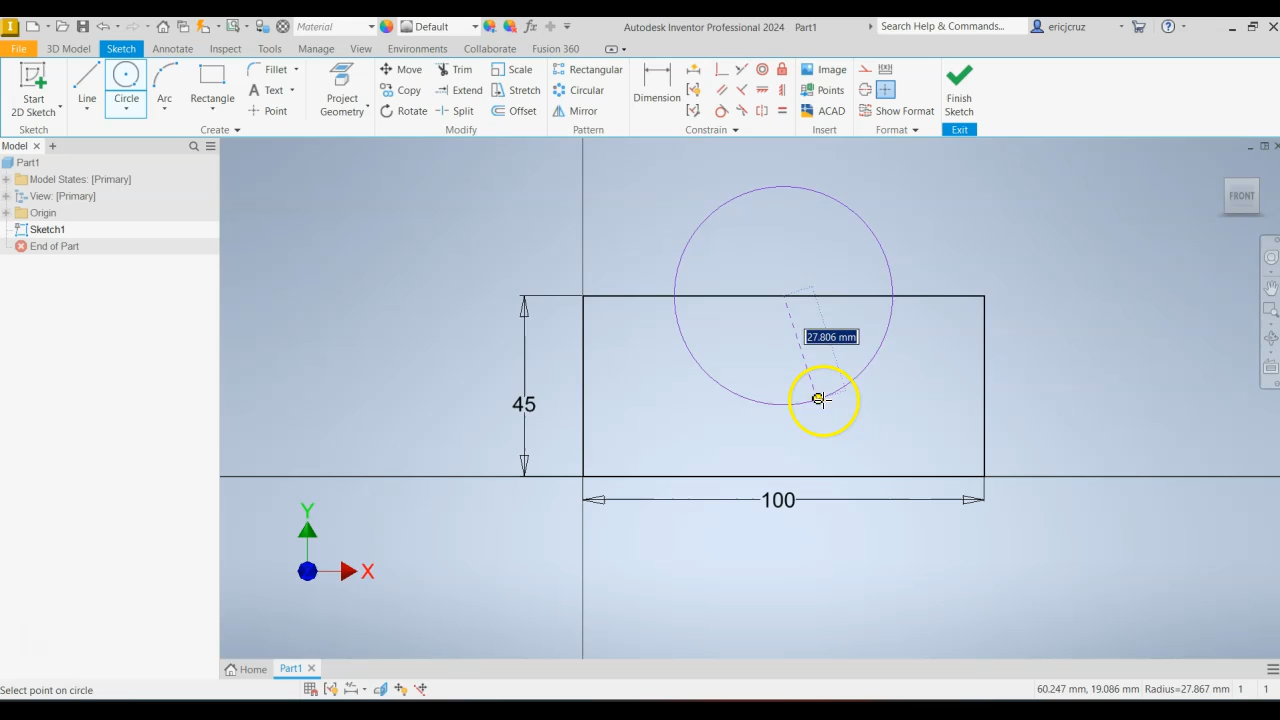 Material Default Autodesk Inventor Professional 2024 Part1 Search Help & Commands... ericjcruz
File 3D Model Sketch Annotate Inspect Tools Manage View Environments Collaborate Fusion 360
Start 2D Sketch Line Circle Arc Rectangle Fillet Text Point Project Geometry
Move Copy Rotate Trim Extend Split Scale Stretch Offset
Rectangular Circular Mirror Dimension Image Points ACAD Show Format Finish Sketch
Sketch Create Modify Pattern Constrain Insert Format Exit
Model
Part1
Model States: [Primary]
View: [Primary]
Origin
Sketch1
End of Part
FRONT
27.806 mm
45
100
Y
X
Home Part1
Select point on circle 60.247 mm, 19.086 mm Radius=27.867 mm 1 1